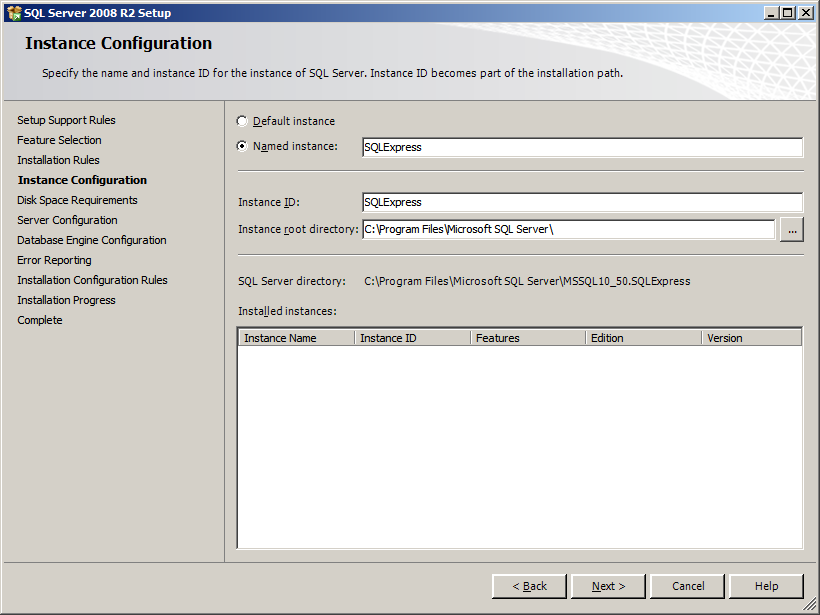 SQL Server 2008 R2 Setup
Instance Configuration
Specify the name and instance ID for the instance of SQL Server. Instance ID becomes part of the installation path.
Setup Support Rules
Feature Selection
Installation Rules
Instance Configuration
Disk Space Requirements
Server Configuration
Database Engine Configuration
Error Reporting
Installation Configuration Rules
Installation Progress
Complete
Default instance
Named instance: SQLExpress
Instance ID: SQLExpress
Instance root directory: C:\Program Files\Microsoft SQL Server\ ...
SQL Server directory: C:\Program Files\Microsoft SQL Server\MSSQL10_50.SQLExpress
Installed instances:
Instance Name Instance ID Features Edition Version
< Back Next > Cancel Help